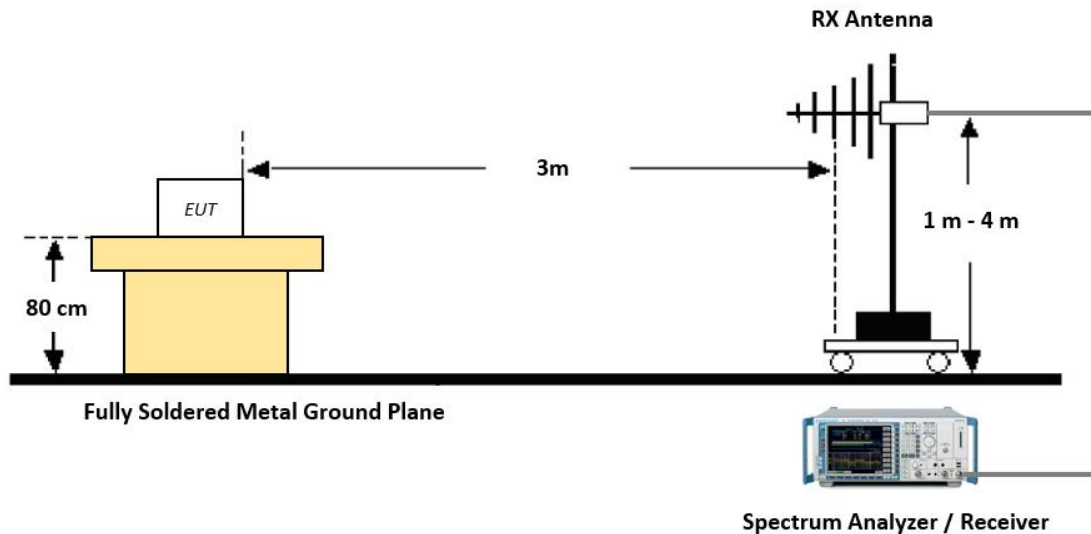 RX Antenna
3m
EUT
1 m - 4 m
80 cm
Fully Soldered Metal Ground Plane
Spectrum Analyzer / Receiver